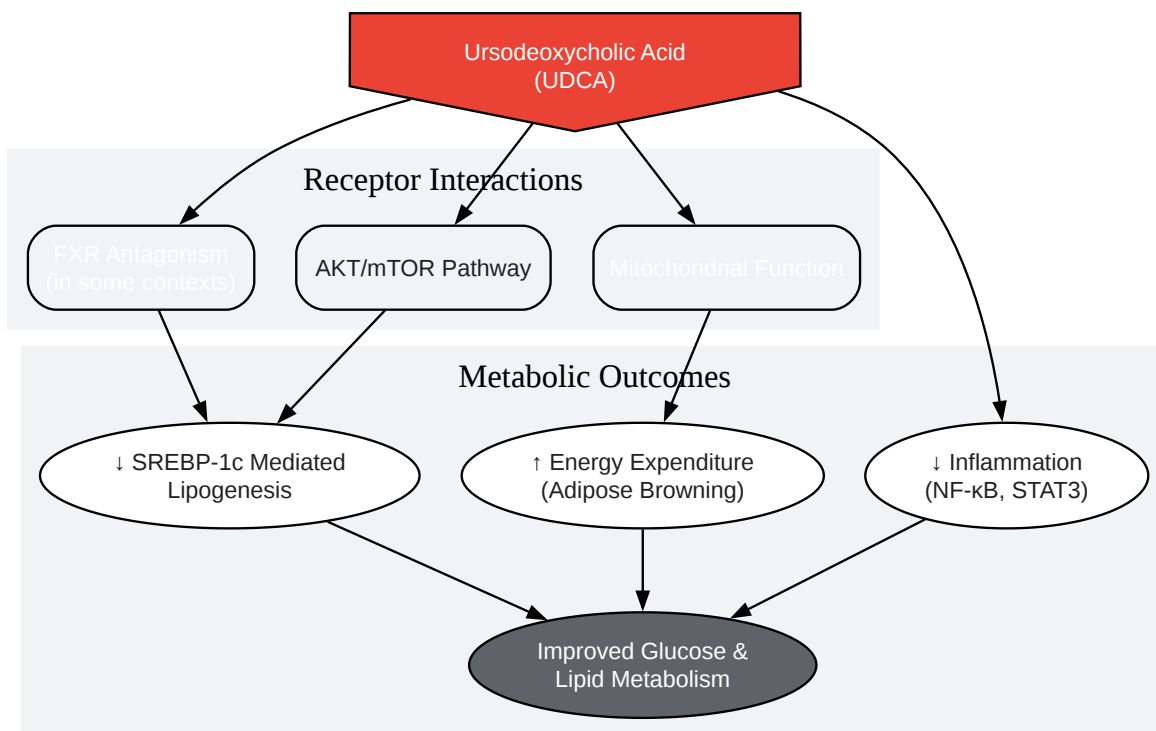 Ursodeoxycholic Acid
(UDCA)
Receptor Interactions
FXR Antagonism
(in some contexts)
AKT/mTOR Pathway
Mitochondrial Function
Metabolic Outcomes
↓ SREBP-1c Mediated
Lipogenesis
↑ Energy Expenditure
(Adipose Browning)
↓ Inflammation
(NF-κB, STAT3)
Improved Glucose &
Lipid Metabolism